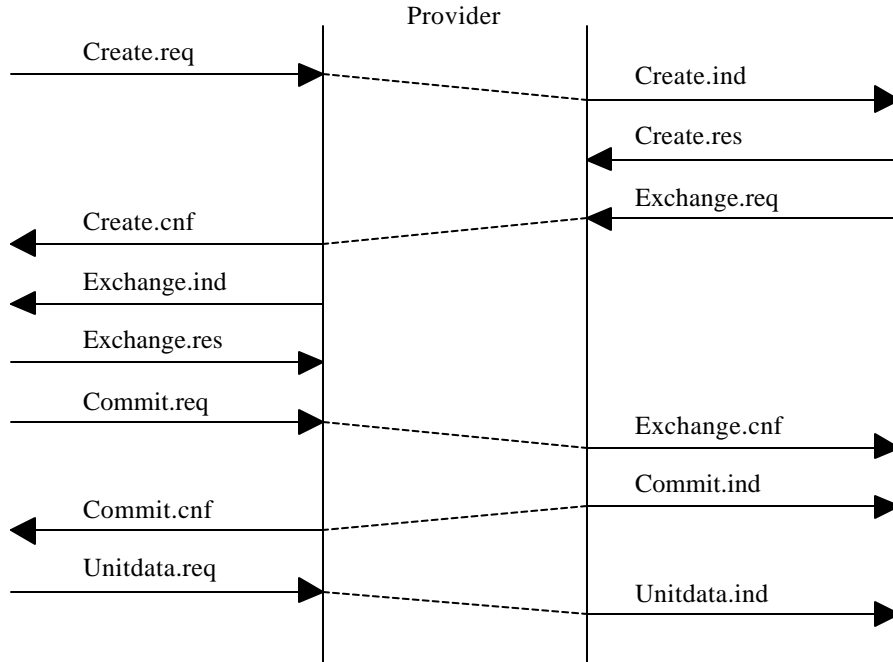 Provider
Create.req
Create.ind
Create.res
Exchange.req
Create.cnf
Exchange.ind
Exchange.res
Commit.req
Exchange.cnf
Commit.ind
Commit.cnf
Unitdata.req
Unitdata.ind